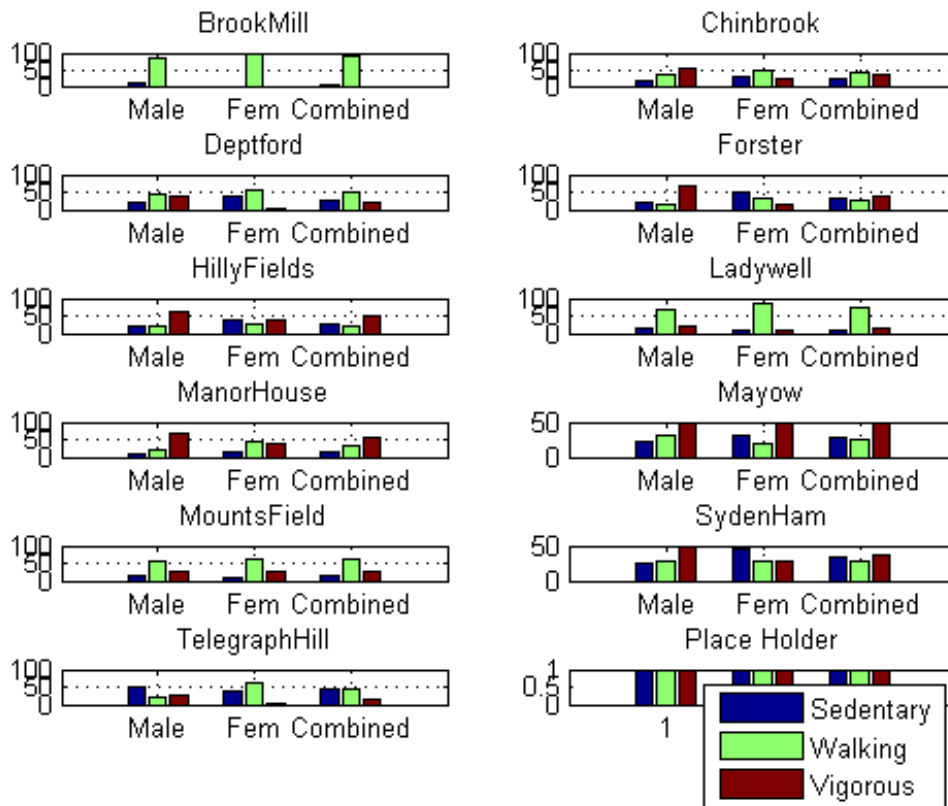 BrookMill
100
50
0
Male Fem Combined
Chinbrook
100
50
0
Male Fem Combined
Deptford
100
50
0
Male Fem Combined
Forster
100
50
0
Male Fem Combined
HillyFields
100
50
0
Male Fem Combined
Ladywell
100
50
0
Male Fem Combined
ManorHouse
100
50
0
Male Fem Combined
Mayow
50
0
Male Fem Combined
MountsField
100
50
0
Male Fem Combined
SydenHam
50
0
Male Fem Combined
TelegraphHill
100
50
0
Male Fem Combined
Place Holder
1
0.5
0
1
Sedentary
Walking
Vigorous